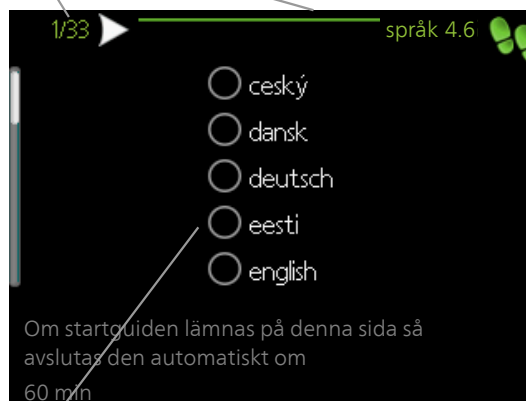 1/33
språk 4.6
ceský
dansk
deutsch
eesti
english
Om startguiden lämnas på denna sida så
avslutas den automatiskt om
60 min